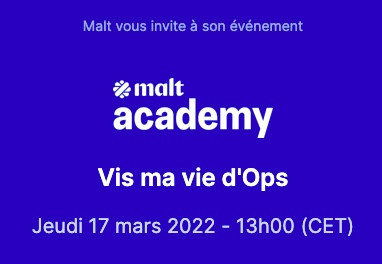 Malt vous invite à son événement
malt
academy
Vis ma vie d'Ops
Jeudi 17 mars 2022 - 13h00 (CET)